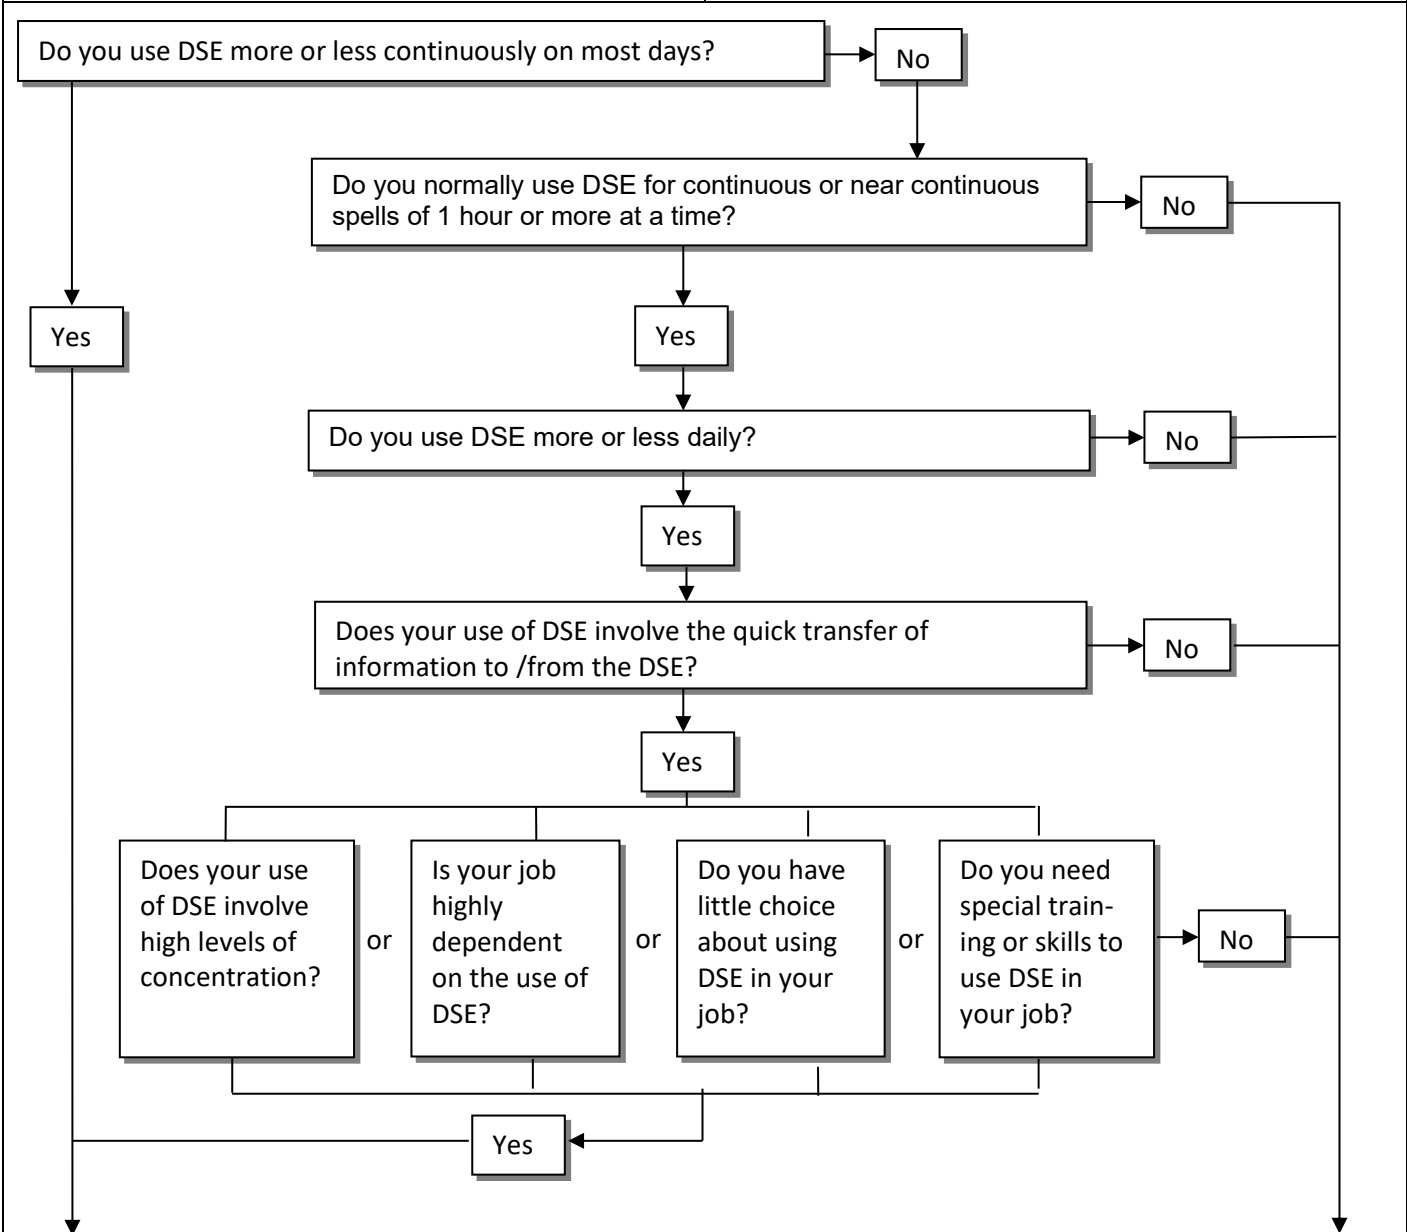 Do you use DSE more or less continuously on most days?
No
Do you normally use DSE for continuous or near continuous
spells of 1 hour or more at a time?
No
Yes
Yes
Do you use DSE more or less daily?
No
Yes
Does your use of DSE involve the quick transfer of
information to /from the DSE?
No
Yes
Does your use
of DSE involve
high levels of
concentration?
or
Is your job
highly
dependent
on the use of
DSE?
or
Do you have
little choice
about using
DSE in your
job?
or
Do you need
special train-
ing or skills to
use DSE in
your job?
No
Yes